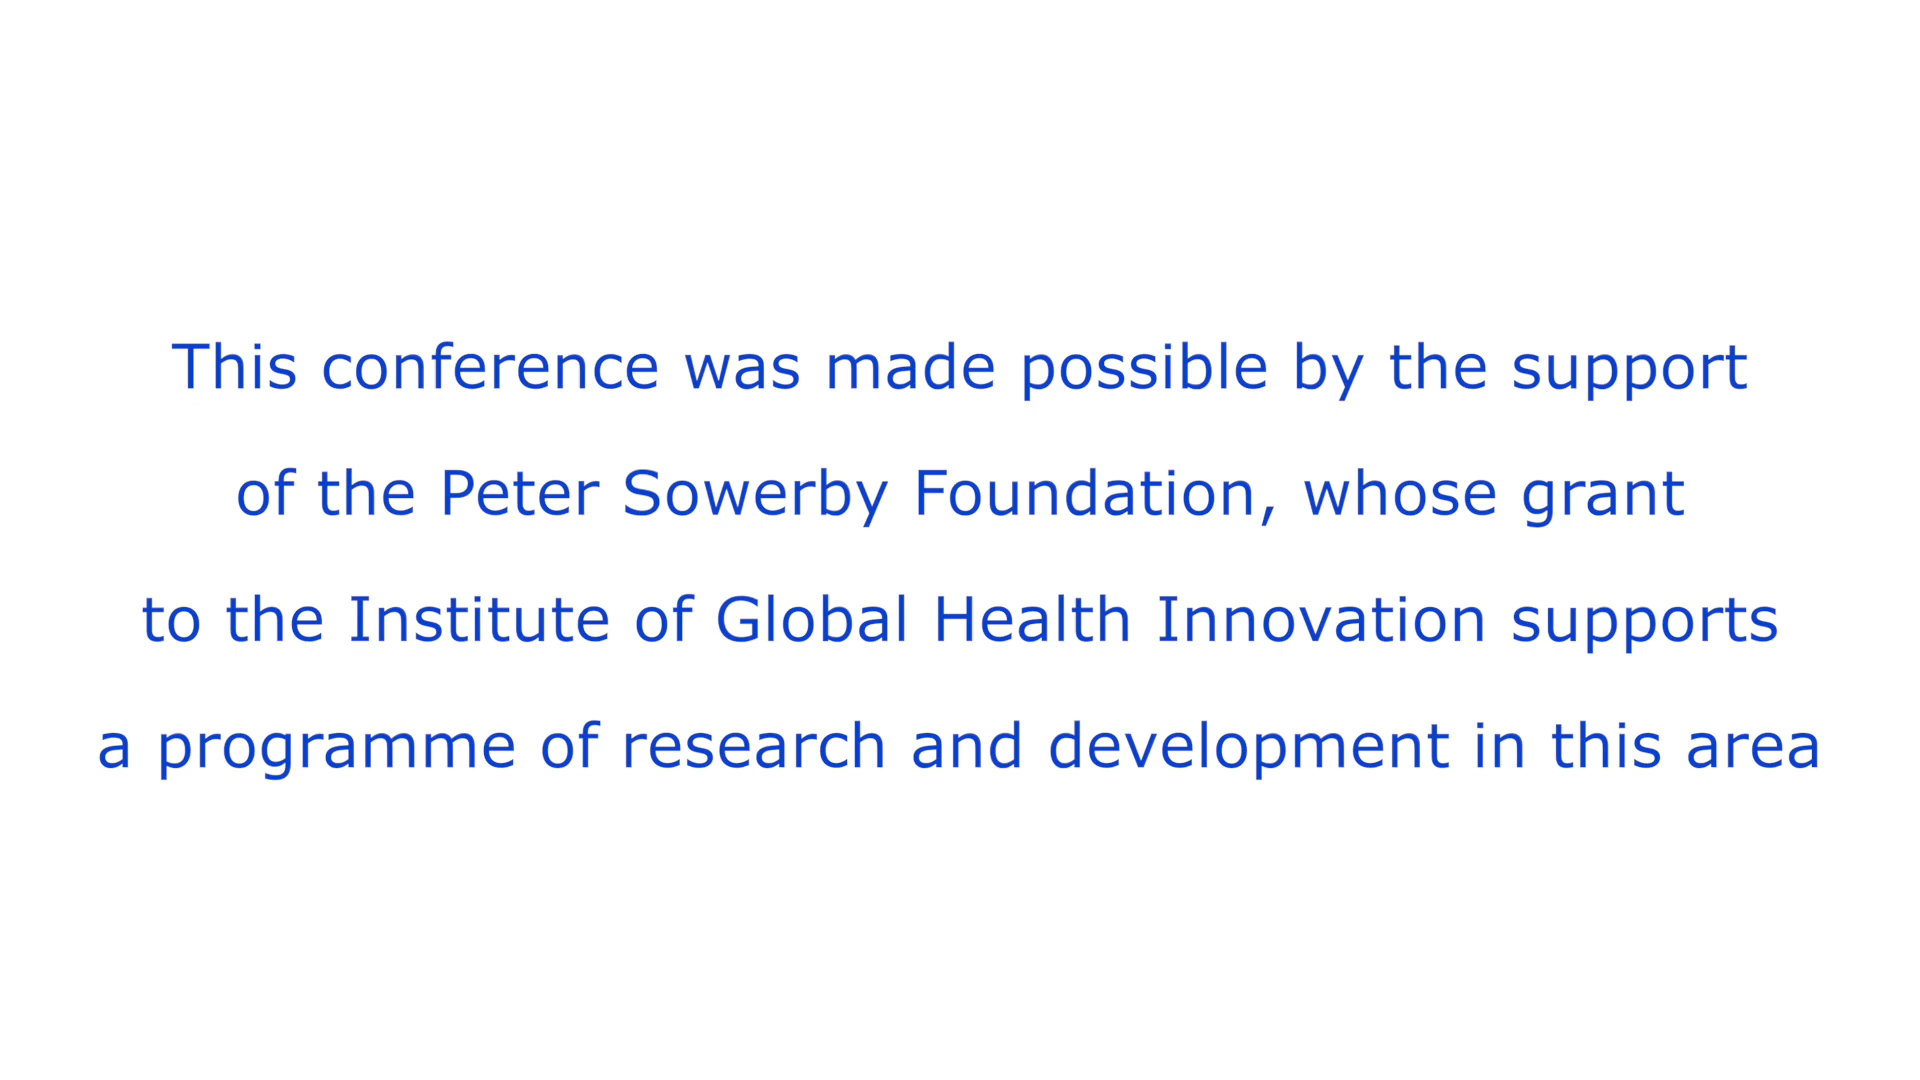 This conference was made possible by the support
of the Peter Sowerby Foundation, whose grant
to the Institute of Global Health Innovation supports
a programme of research and development in this area